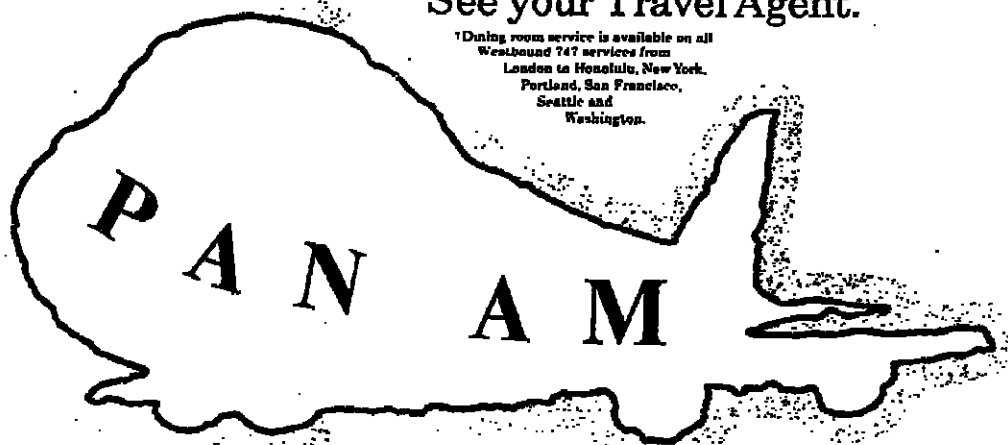 See your Travel Agent.
†Dining room service is available on all
Westbound 747 services from
London to Honolulu, New York,
Portland, San Francisco,
Seattle and
Washington.
PAN AM